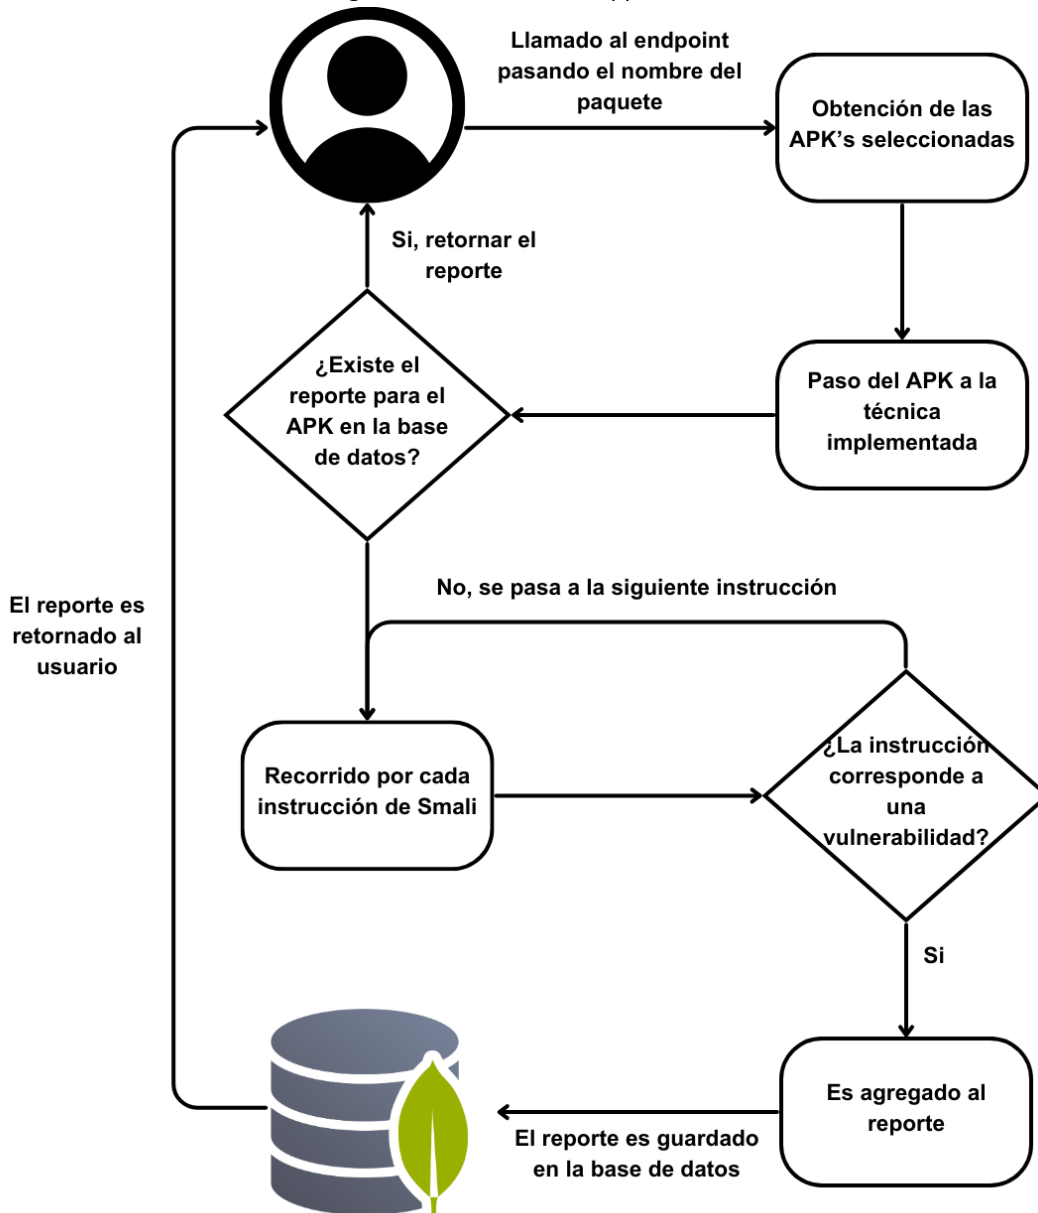 Llamado al endpoint
pasando el nombre del
paquete
Obtención de las
APK's seleccionadas
Si, retornar el
reporte
¿Existe el
reporte para el
APK en la base
de datos?
Paso del APK a la
técnica
implementada
No, se pasa a la siguiente instrucción
El reporte es
retornado al
usuario
Recorrido por cada
instrucción de Smali
¿La instrucción
corresponde a
una
vulnerabilidad?
Si
Es agregado al
reporte
El reporte es guardado
en la base de datos